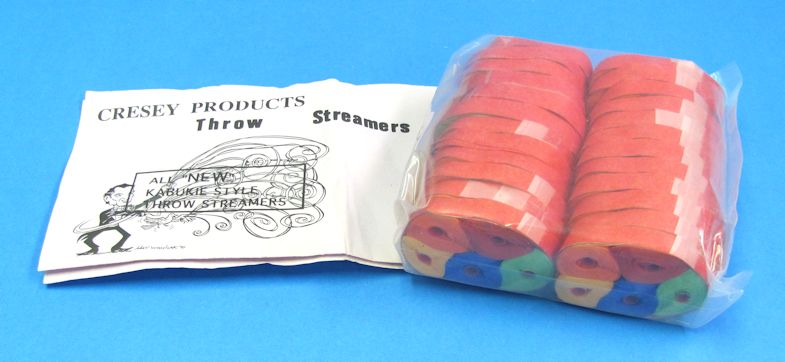 CRESEY PRODUCTS
Throw Streamers
ALL "NEW"
KABUKIE STYLE
THROW STREAMERS